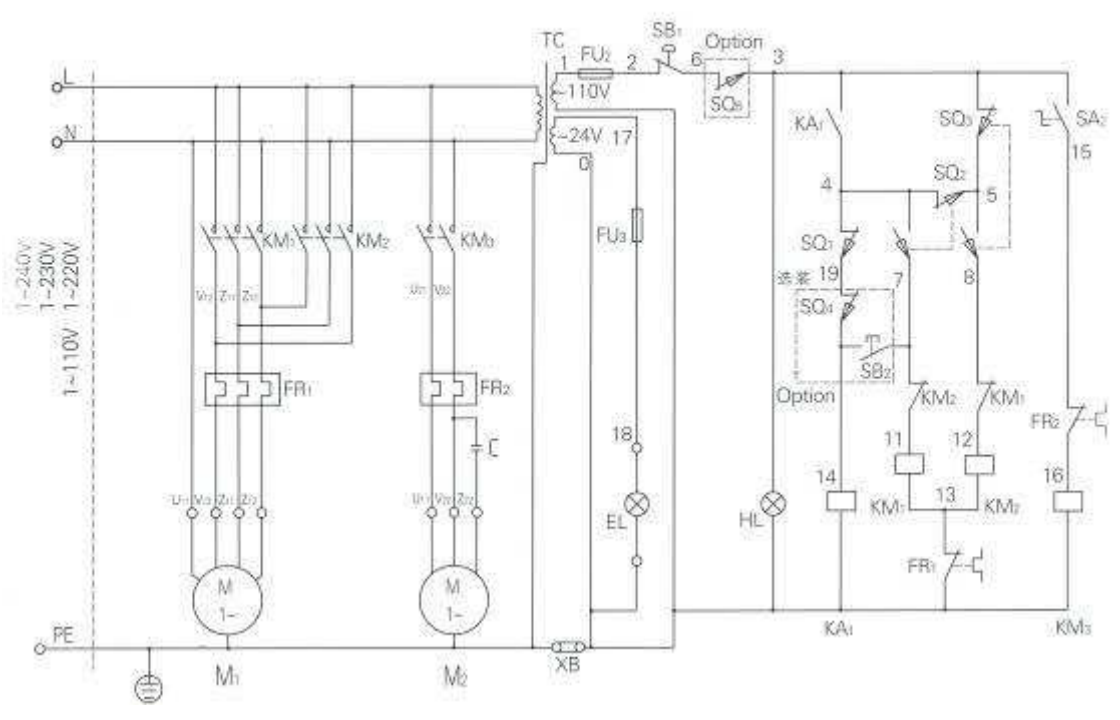 SB₁
TC
Option
1
FU₂
2
6
3
L
~110V
SQ₅
N
~24V
17
0
KA₁
SQ₃
SA₂
15
SQ₂
4
5
KM₁
KM₂
KM₃
FU₃
SQ₁
1~240V
1~230V
1~220V
1~110V
选装
19
7
8
SQ₄
SB₂
Option
KM₂
KM₁
FR₁
FR₂
FR₂
18
11
12
14
16
13
EL
HL
KM₁
KM₂
FR₁
M
1~
M
1~
PE
KA₁
KM₃
XB
M₁
M₂